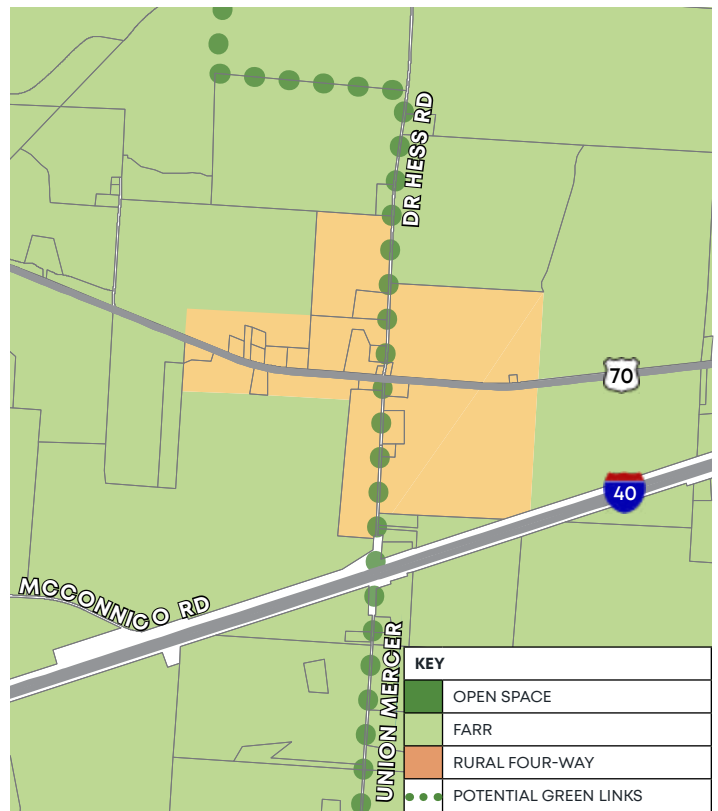 DR HESS RD
70
40
MCCONNICO RD
UNION MERCER
KEY
OPEN SPACE
FARR
RURAL FOUR-WAY
POTENTIAL GREEN LINKS